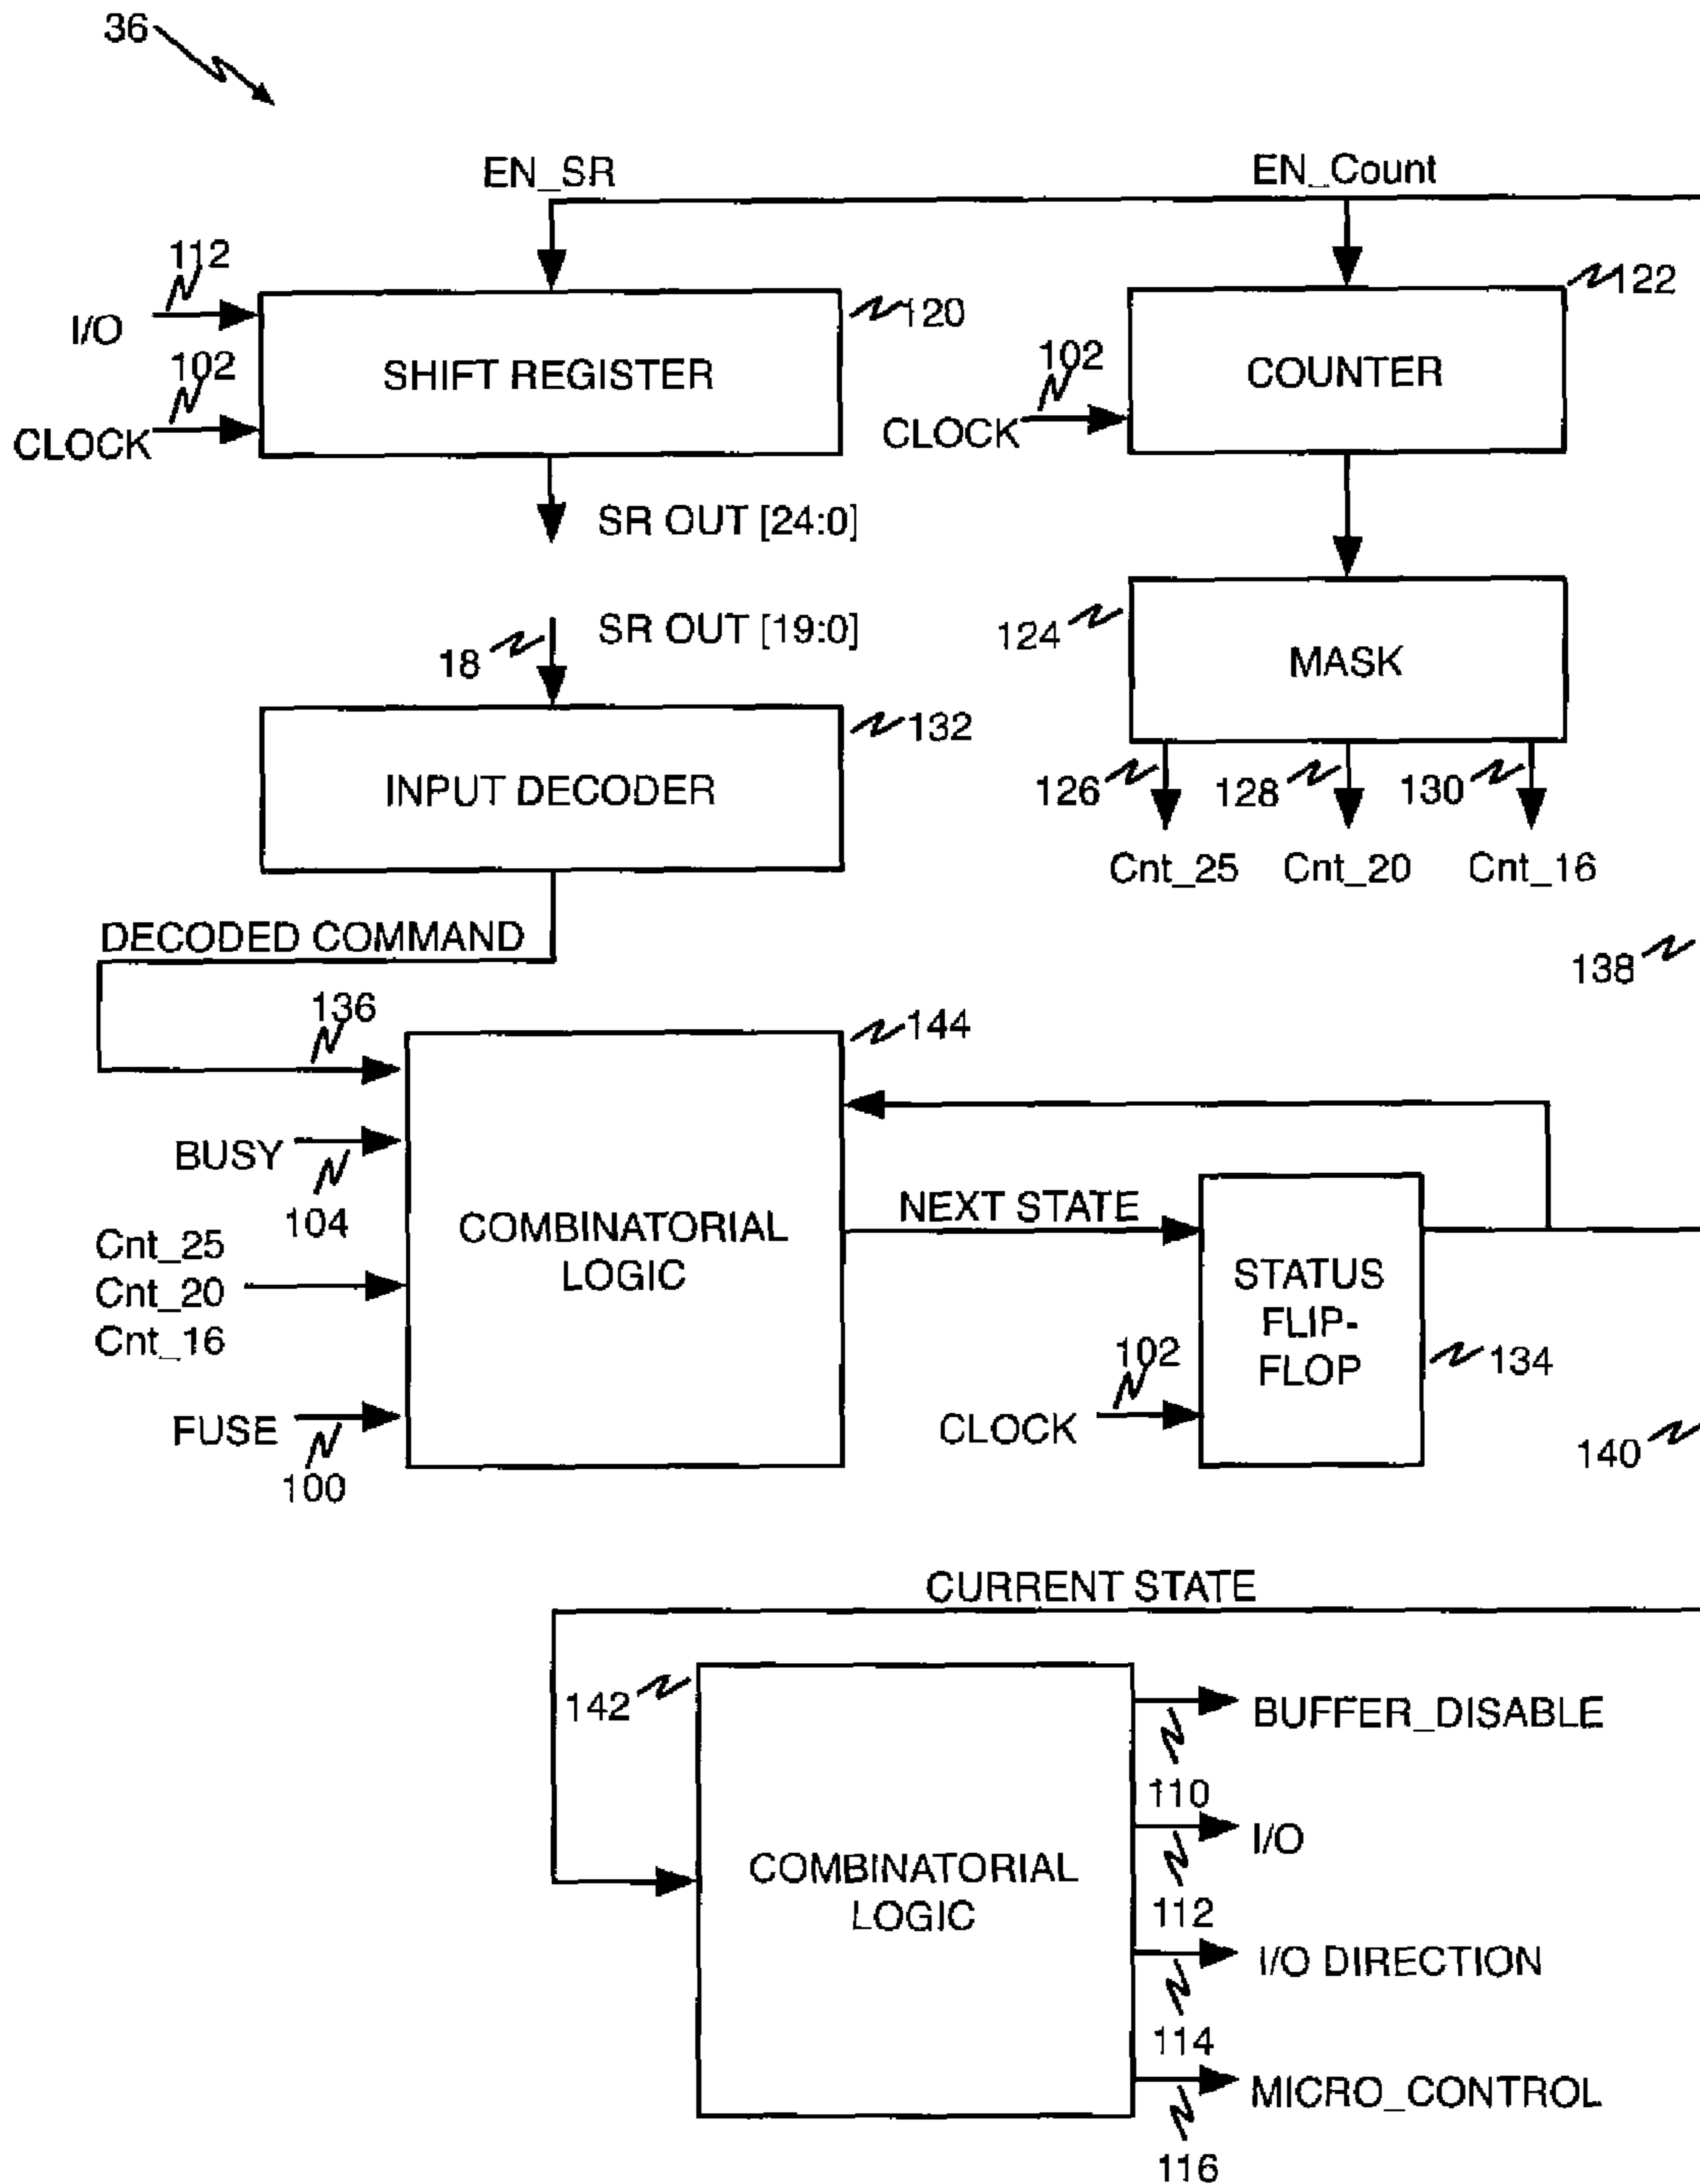 36
EN_SR
EN_Count
112
I/O
102
CLOCK
SHIFT REGISTER
120
102
CLOCK
COUNTER
122
SR OUT [24:0]
SR OUT [19:0]
18
124
MASK
INPUT DECODER
132
126
128
130
Cnt_25
Cnt_20
Cnt_16
DECODED COMMAND
138
136
144
BUSY
104
Cnt_25
Cnt_20
Cnt_16
FUSE
100
COMBINATORIAL
LOGIC
NEXT STATE
STATUS
FLIP-
FLOP
134
102
CLOCK
140
CURRENT STATE
142
COMBINATORIAL
LOGIC
BUFFER_DISABLE
110
I/O
112
I/O DIRECTION
114
MICRO_CONTROL
116